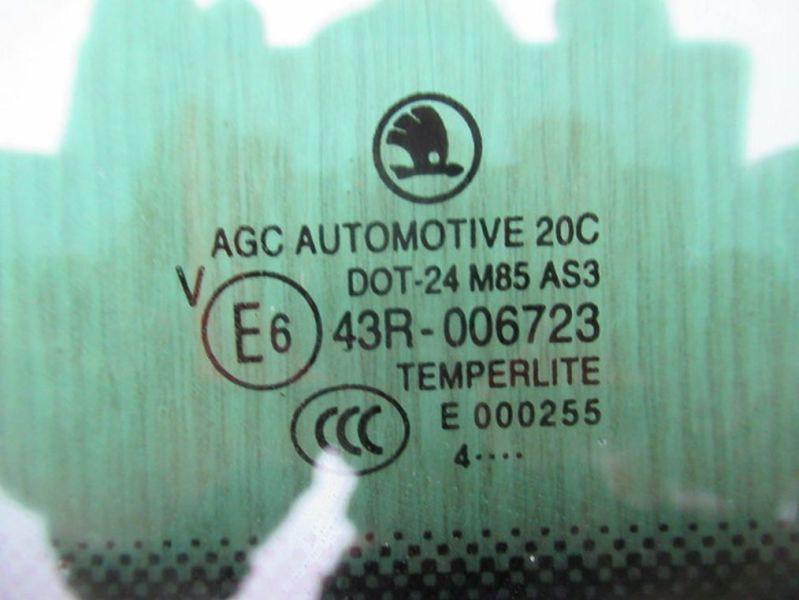 AGC AUTOMOTIVE 20C
DOT-24 M85 AS3
V E6 43R-006723
TEMPERLITE
CCC E 000255
4····